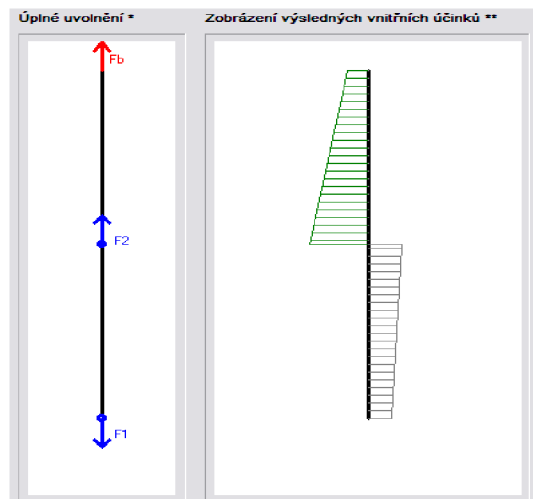 Úplné uvolnění *
Zobrazení výsledných vnitřních účinků **
Fb
F2
F1